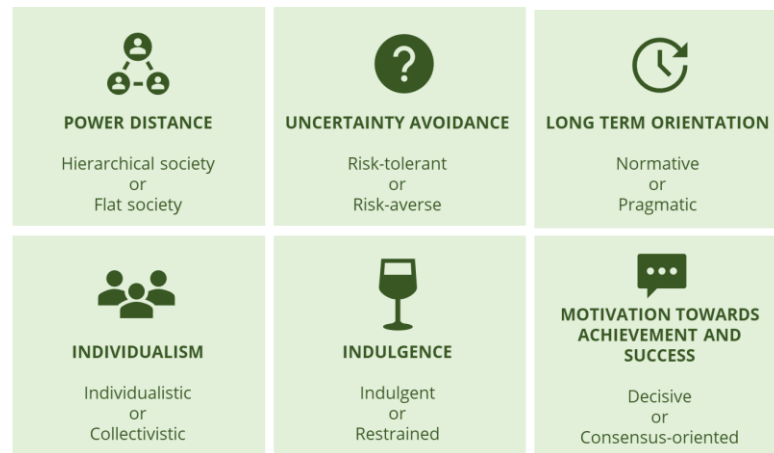 POWER DISTANCE
Hierarchical society
or
Flat society
UNCERTAINTY AVOIDANCE
Risk-tolerant
or
Risk-averse
LONG TERM ORIENTATION
Normative
or
Pragmatic
INDIVIDUALISM
Individualistic
or
Collectivistic
INDULGENCE
Indulgent
or
Restrained
MOTIVATION TOWARDS
ACHIEVEMENT AND
SUCCESS
Decisive
or
Consensus-oriented